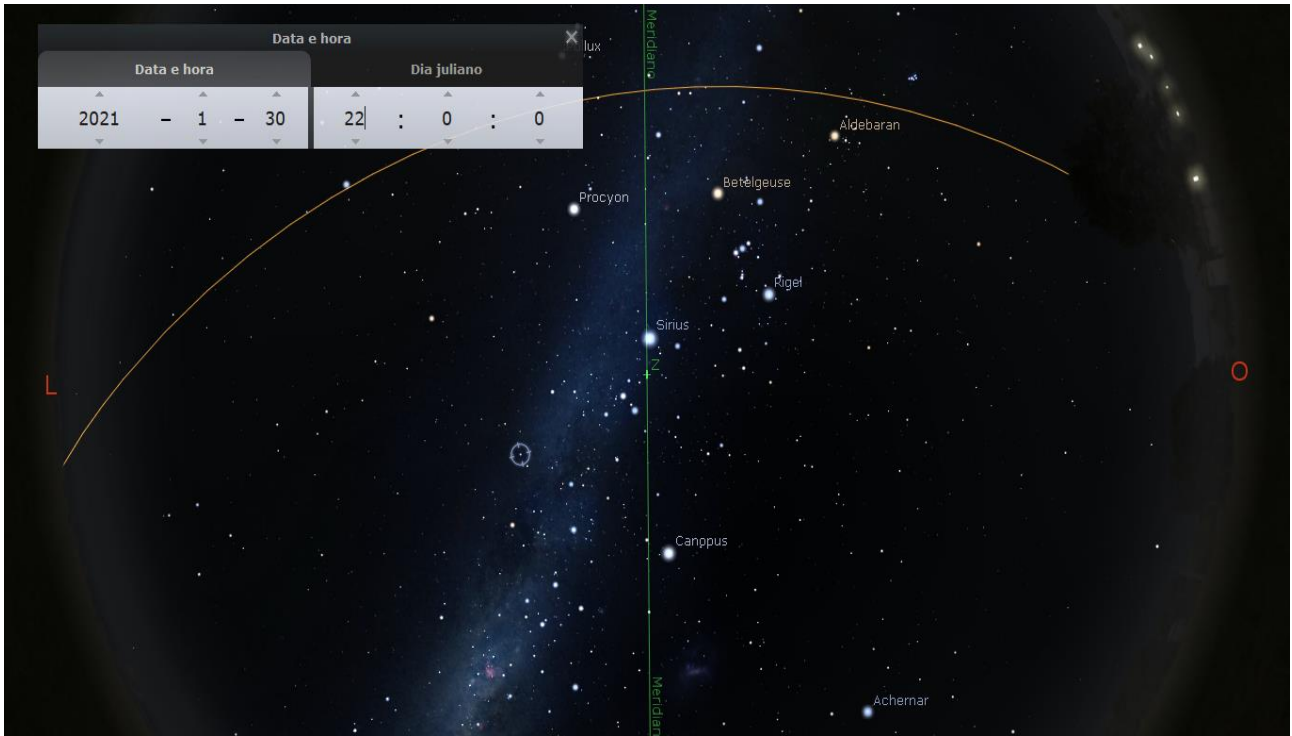 Data e hora
lux
Data e hora
Dia juliano
2021 - 1 - 30 22 : 0 : 0
Meridiano
Aldebaran
Betelgeuse
Procyon
Rigel
Sirius
Z
L
O
Canopus
Meridiano
Achernar